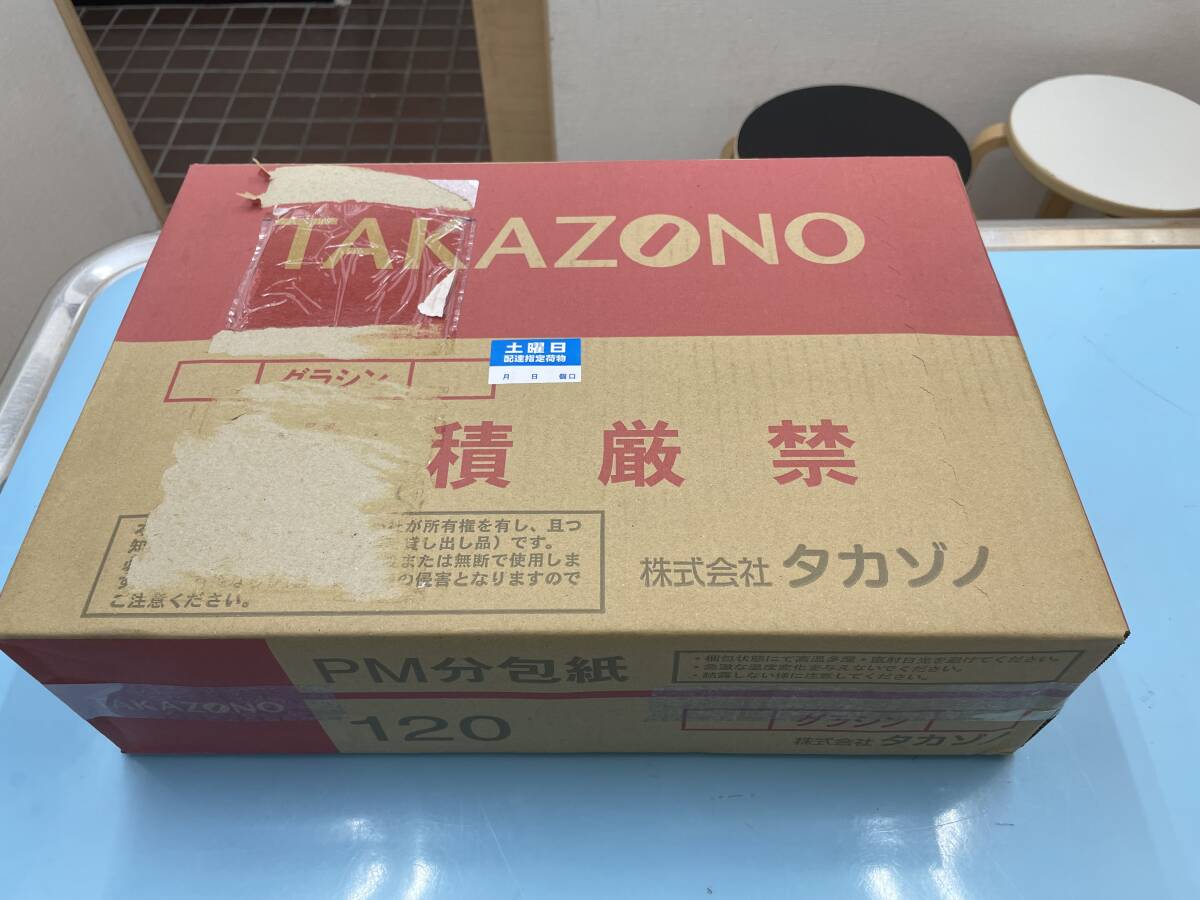 TAKAZONO
土曜日
配達指定荷物
月 日 個口
グラシン
積厳禁
が所有権を有し、且つ
貸し出し品）です。
または無断で使用しま
の侵害となりますので
ご注意ください。
株式会社 タカゾノ
PM分包紙
120
・梱包状態にて高温多湿・直射日光を避けてください。
・急激な温度変化を与えないでください。
・結露しない様に注意してください。
TAKAZONO
グラシン
株式会社 タカゾノ